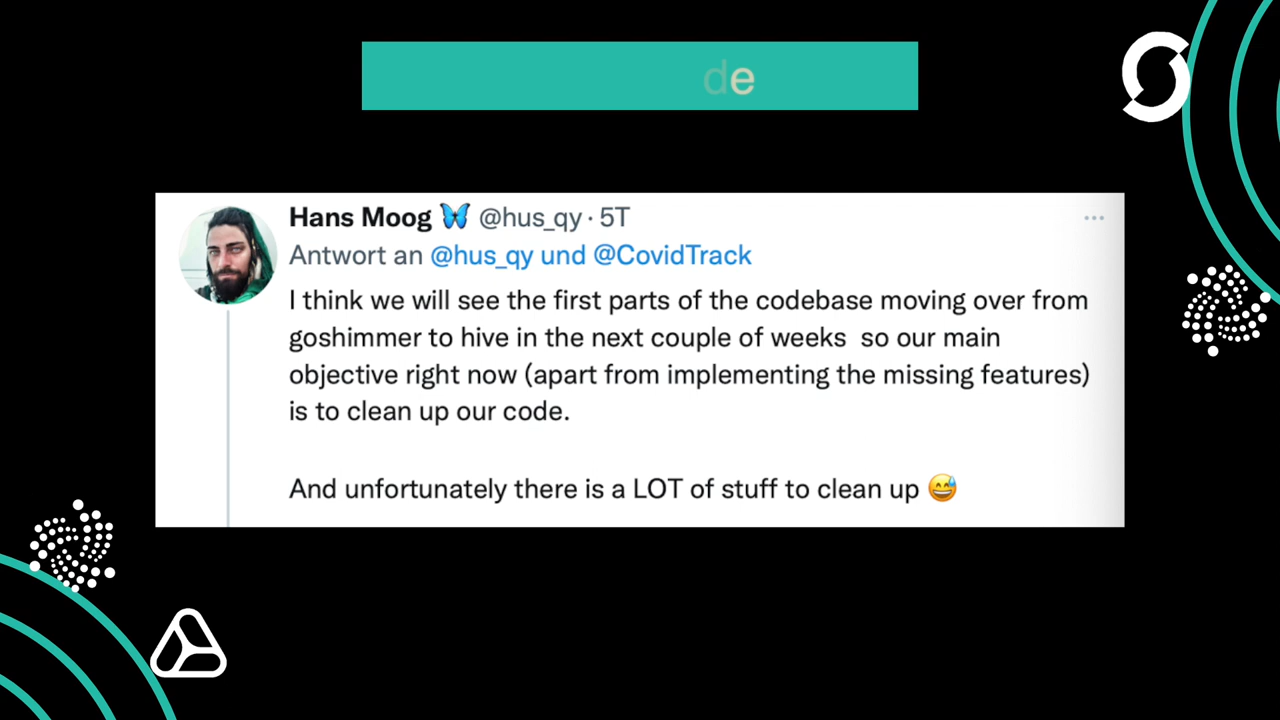 de
Hans Moog 🦋 @hus_qy · 5T
Antwort an @hus_qy und @CovidTrack
I think we will see the first parts of the codebase moving over from
goshimmer to hive in the next couple of weeks  so our main
objective right now (apart from implementing the missing features)
is to clean up our code.
And unfortunately there is a LOT of stuff to clean up 😅